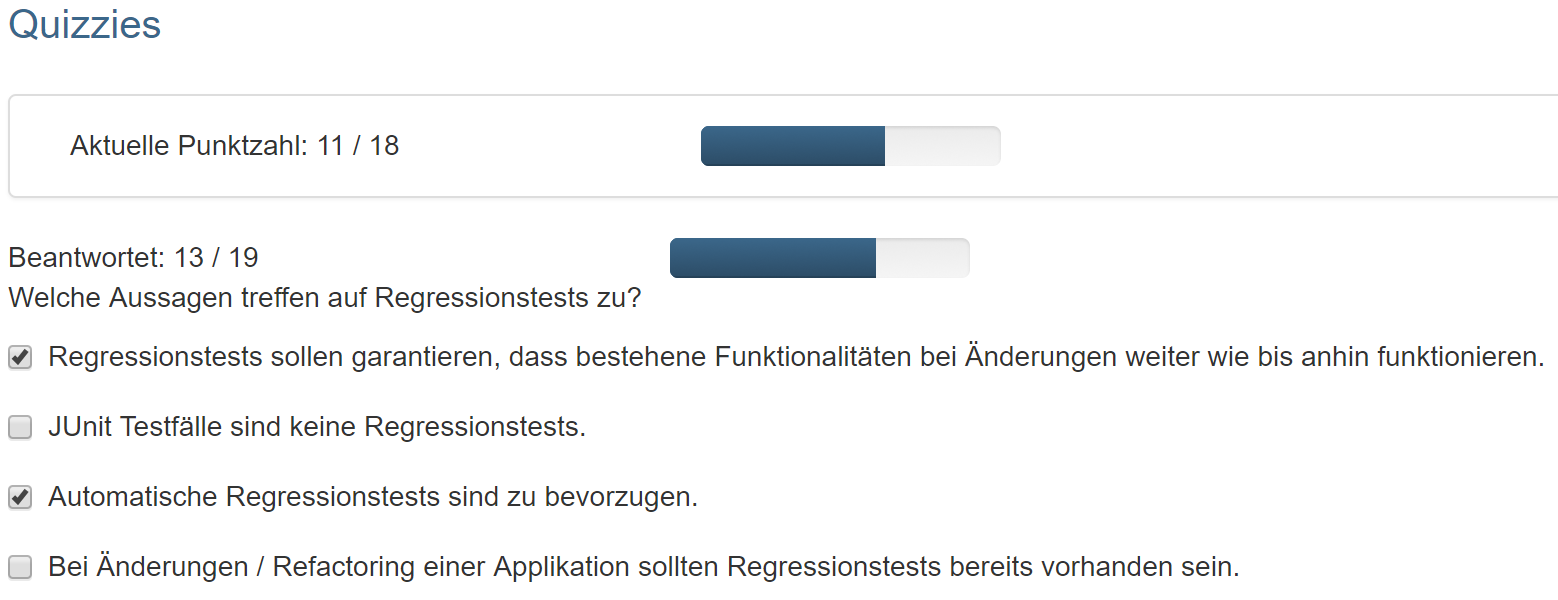 Quizzies
Aktuelle Punktzahl: 11 / 18
Beantwortet: 13 / 19
Welche Aussagen treffen auf Regressionstests zu?
Regressionstests sollen garantieren, dass bestehene Funktionalitäten bei Änderungen weiter wie bis anhin funktionieren.
JUnit Testfälle sind keine Regressionstests.
Automatische Regressionstests sind zu bevorzugen.
Bei Änderungen / Refactoring einer Applikation sollten Regressionstests bereits vorhanden sein.